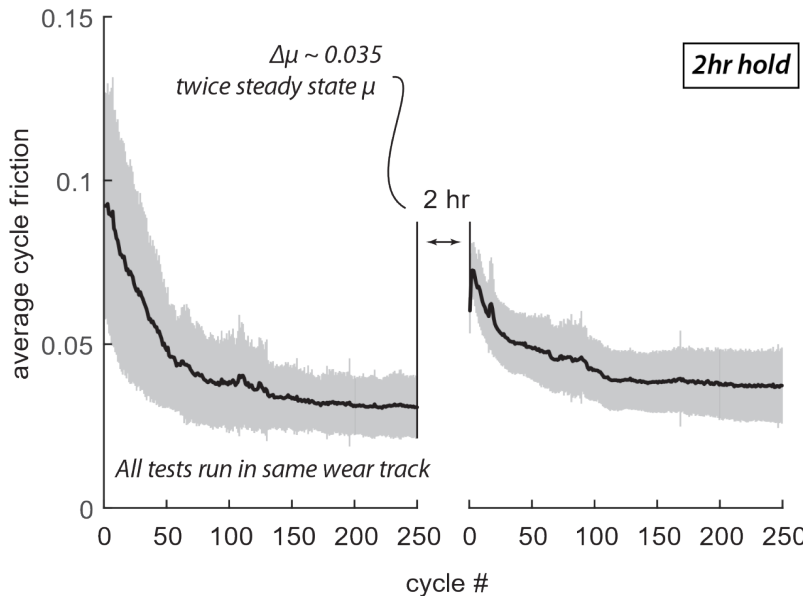 0.15
Δμ ~ 0.035
twice steady state μ
2hr hold
0.1
2 hr
average cycle friction
0.05
All tests run in same wear track
0
0 50 100 150 200 250 0 50 100 150 200 250
cycle #